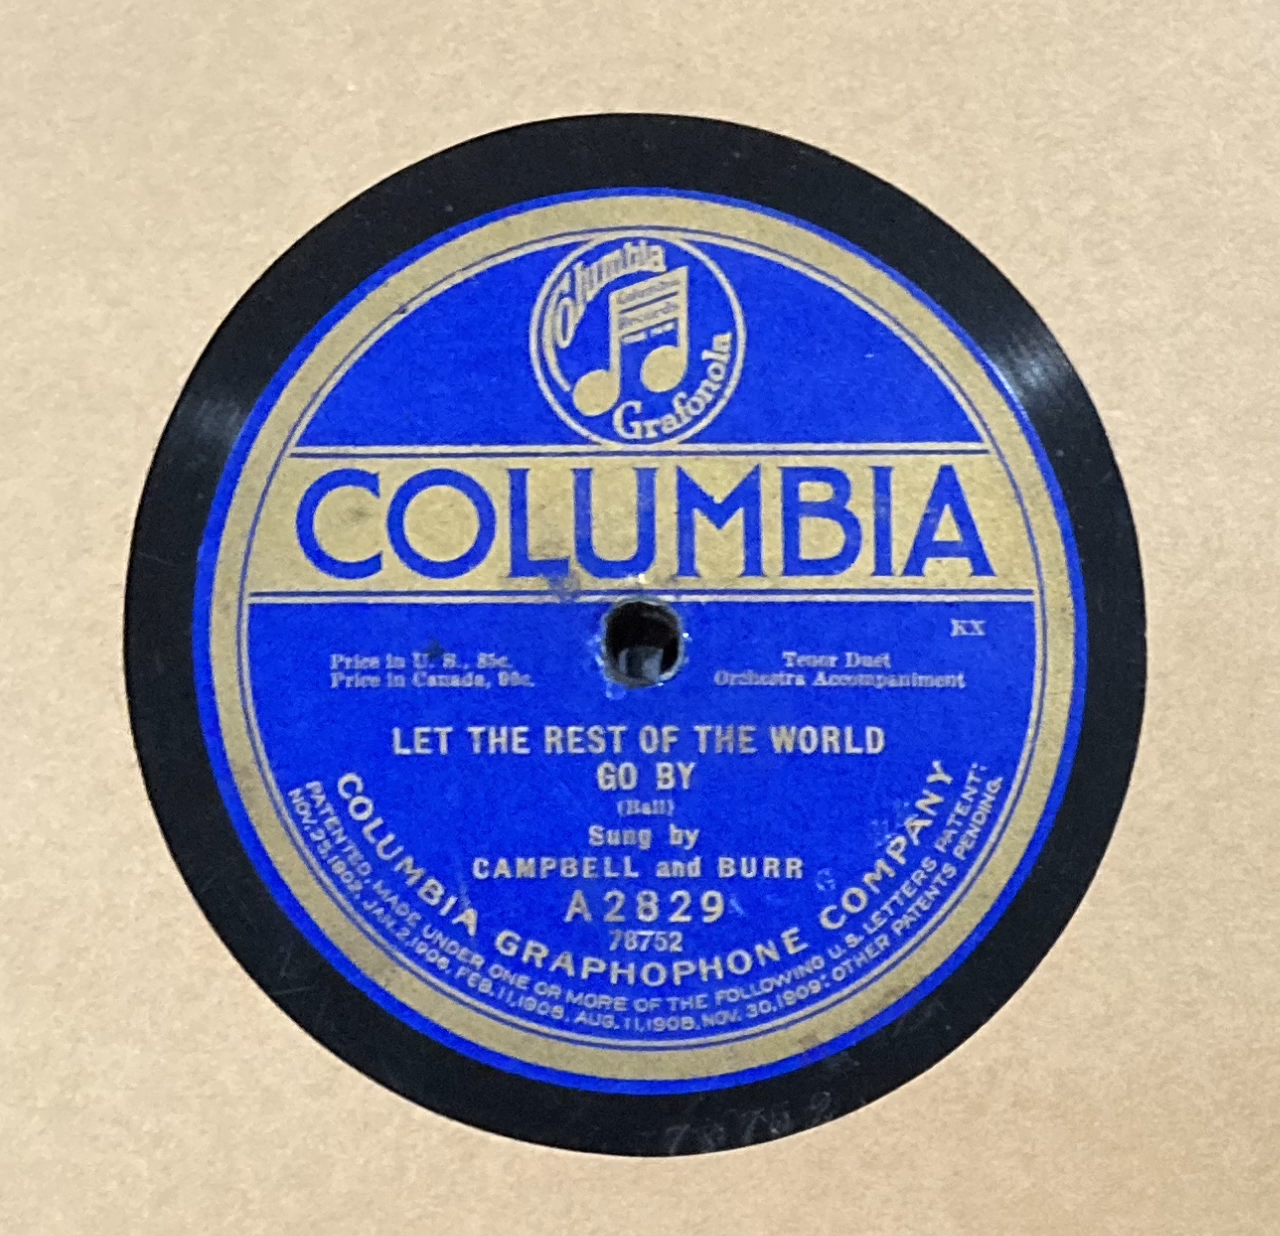 Columbia
Columbia
Records
Grafonola
COLUMBIA
KX
Price in U. S., 85c.
Price in Canada, 90c.
Tenor Duet
Orchestra Accompaniment
LET THE REST OF THE WORLD
GO BY
(Ball)
Sung by
CAMPBELL and BURR
A2829
78752
COLUMBIA GRAPHOPHONE COMPANY
PATENTED, MADE UNDER ONE OR MORE OF THE FOLLOWING U.S. LETTERS PATENT:
NOV. 25, 1902, JAN. 2, 1906, FEB. 11, 1908, AUG. 11, 1908, NOV. 30, 1909: OTHER PATENTS PENDING.
78752